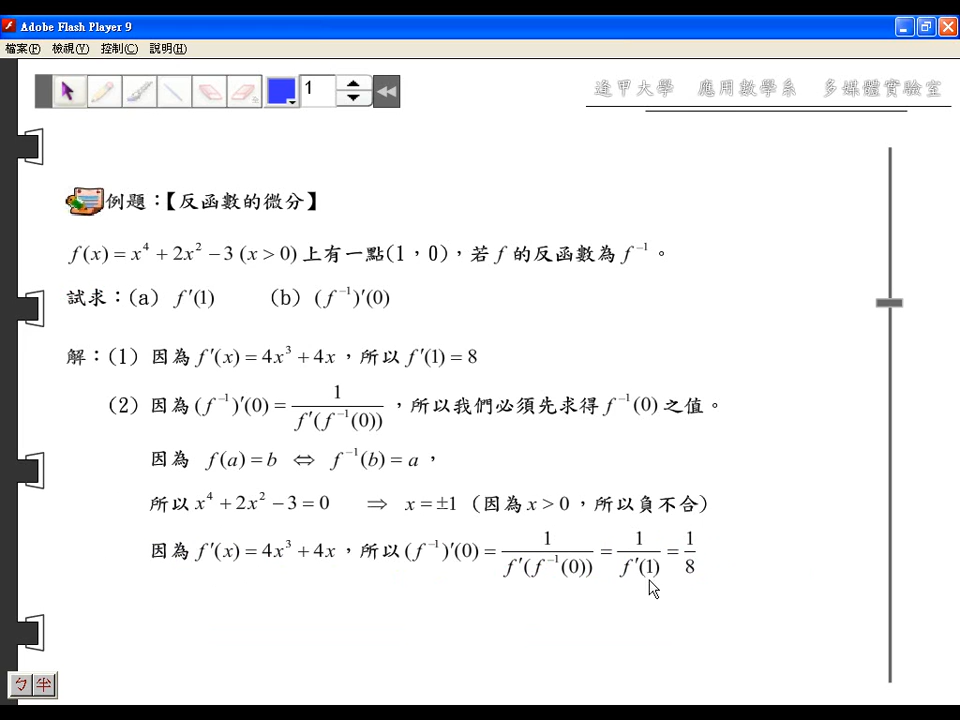 Adobe Flash Player 9
檔案(F) 檢視(V) 控制(C) 說明(H)
1
逢甲大學 應用數學系 多媒體實驗室
例題：【反函數的微分】
f(x) = x⁴ + 2x² − 3 (x > 0) 上有一點(1，0)，若 f 的反函數為 f⁻¹。
試求：(a) f′(1) (b) (f⁻¹)′(0)
解：(1) 因為 f′(x) = 4x³ + 4x，所以 f′(1) = 8
(2) 因為 (f⁻¹)′(0) = 1/f′(f⁻¹(0))，所以我們必須先求得 f⁻¹(0) 之值。
因為 f(a) = b ⇔ f⁻¹(b) = a，
所以 x⁴ + 2x² − 3 = 0 ⇒ x = ±1 (因為 x > 0，所以負不合)
因為 f′(x) = 4x³ + 4x，所以 (f⁻¹)′(0) = 1/f′(f⁻¹(0)) = 1/f′(1) = 1/8
ㄅ 半